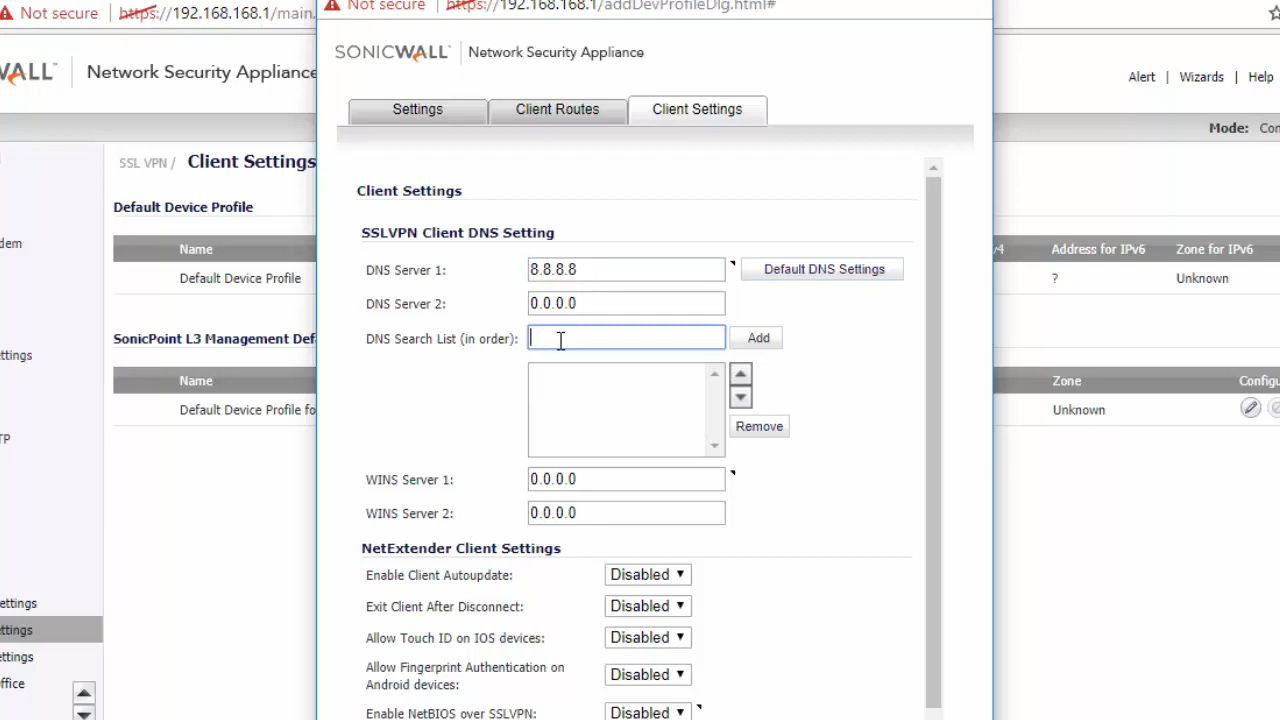 Not secure https://192.168.168.1/main.
Not secure https://192.168.168.1/addDevProfileDlg.html#
WALL Network Security Appliance
SONICWALL Network Security Appliance
Alert | Wizards | Help
Mode: Con
Settings Client Routes Client Settings
SSL VPN / Client Settings
Default Device Profile
Name
Default Device Profile
v4 Address for IPv6 Zone for IPv6
? Unknown
SonicPoint L3 Management Def
Name
Default Device Profile fo
Zone Configu
Unknown
dem
ettings
TP
ettings
ettings
ettings
ffice
Client Settings
SSLVPN Client DNS Setting
DNS Server 1: 8.8.8.8 Default DNS Settings
DNS Server 2: 0.0.0.0
DNS Search List (in order): Add
Remove
WINS Server 1: 0.0.0.0
WINS Server 2: 0.0.0.0
NetExtender Client Settings
Enable Client Autoupdate: Disabled
Exit Client After Disconnect: Disabled
Allow Touch ID on IOS devices: Disabled
Allow Fingerprint Authentication on
Android devices: Disabled
Enable NetBIOS over SSLVPN: Disabled